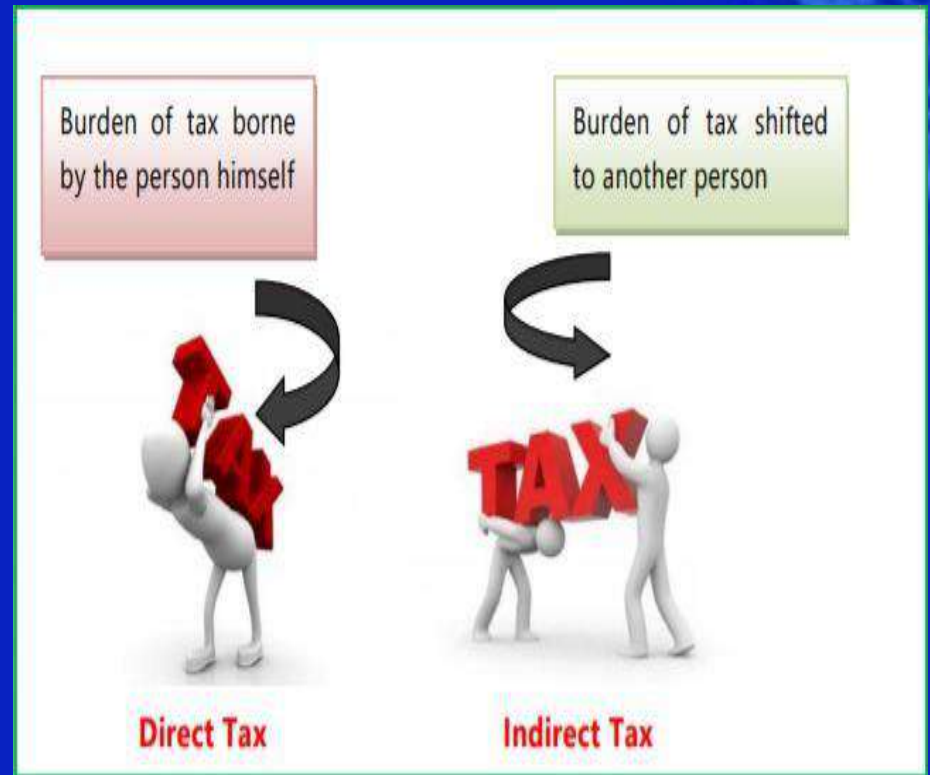 Burden of tax borne
by the person himself
Burden of tax shifted
to another person
TAX
TAX
Direct Tax
Indirect Tax